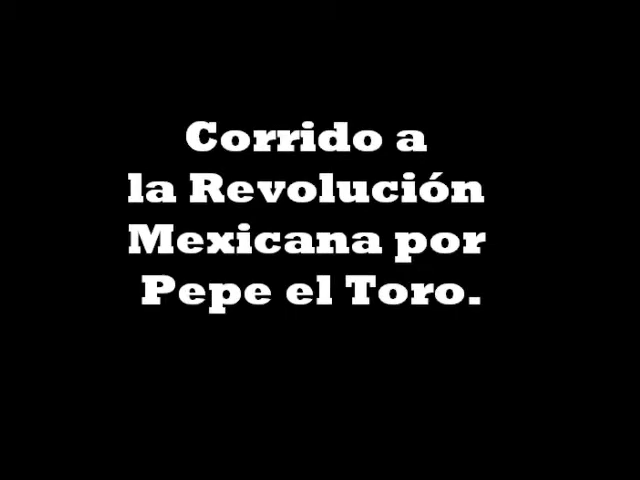 Corrido a
la Revolución
Mexicana por
Pepe el Toro.